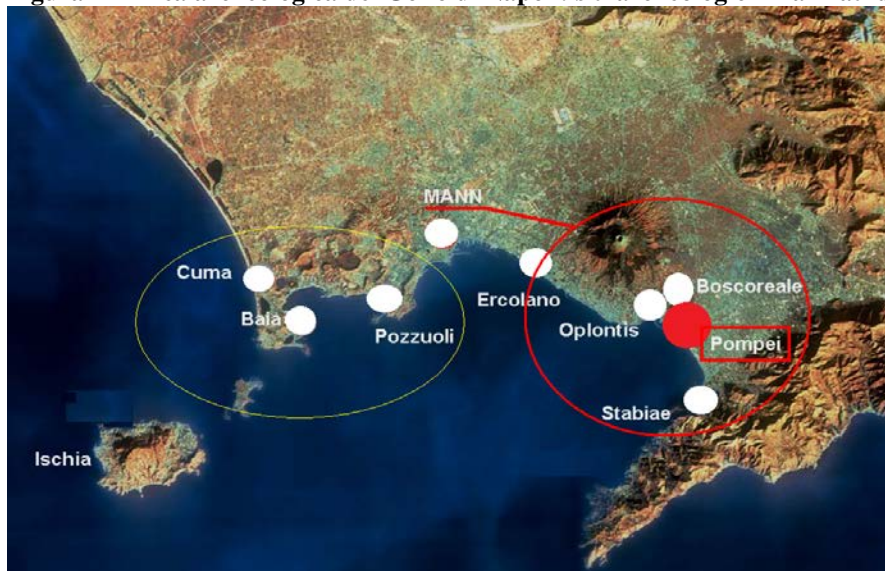 MANN
Cuma
Baia
Pozzuoli
Ercolano
Boscoreale
Oplontis
Pompei
Stabiae
Ischia